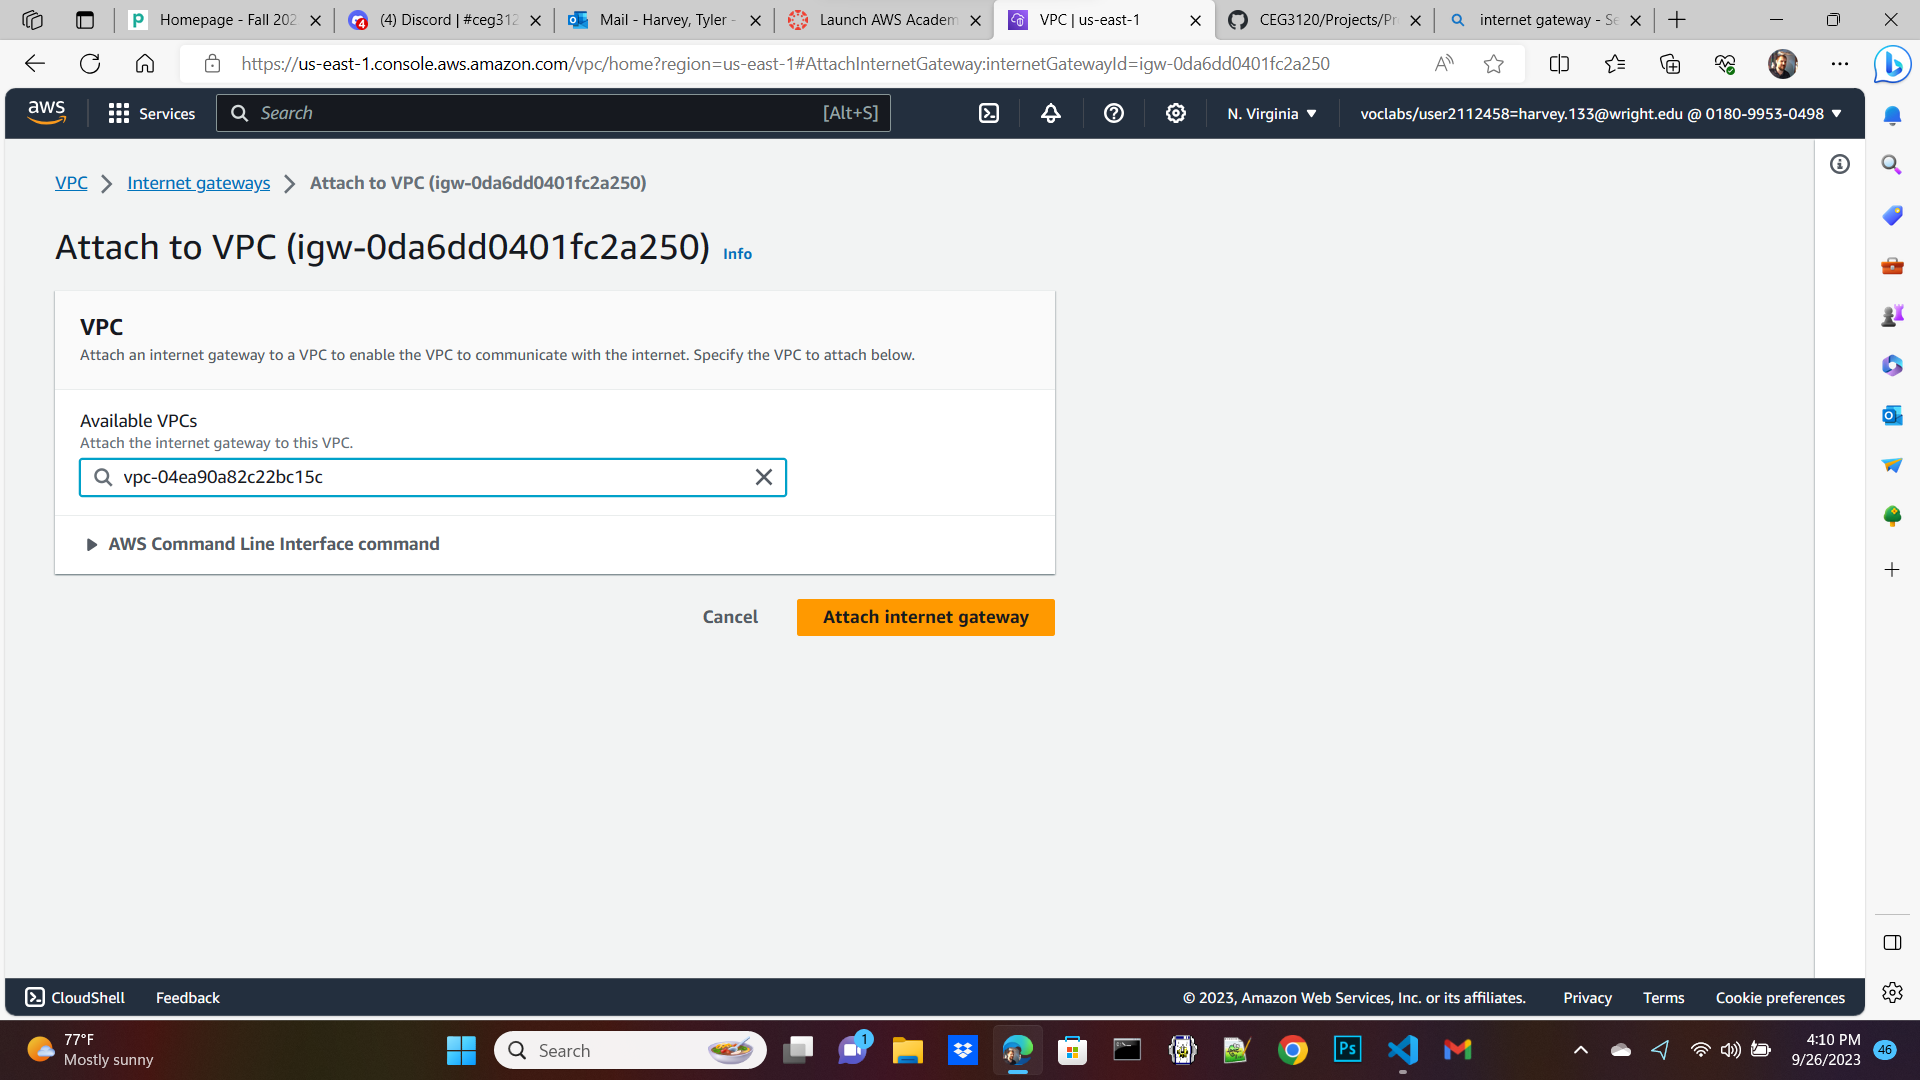 Homepage - Fall 202
(4) Discord | #ceg312
Mail - Harvey, Tyler -
Launch AWS Academ
VPC | us-east-1
CEG3120/Projects/Pr
internet gateway - Se
https://us-east-1.console.aws.amazon.com/vpc/home?region=us-east-1#AttachInternetGateway:internetGatewayId=igw-0da6dd0401fc2a250
aws
Services
Search
[Alt+S]
N. Virginia
voclabs/user2112458=harvey.133@wright.edu @ 0180-9953-0498
VPC
Internet gateways
Attach to VPC (igw-0da6dd0401fc2a250)
Attach to VPC (igw-0da6dd0401fc2a250) Info
VPC
Attach an internet gateway to a VPC to enable the VPC to communicate with the internet. Specify the VPC to attach below.
Available VPCs
Attach the internet gateway to this VPC.
vpc-04ea90a82c22bc15c
AWS Command Line Interface command
Cancel
Attach internet gateway
CloudShell
Feedback
© 2023, Amazon Web Services, Inc. or its affiliates.
Privacy
Terms
Cookie preferences
77°F
Mostly sunny
Search
1
Ps
4:10 PM
9/26/2023
46